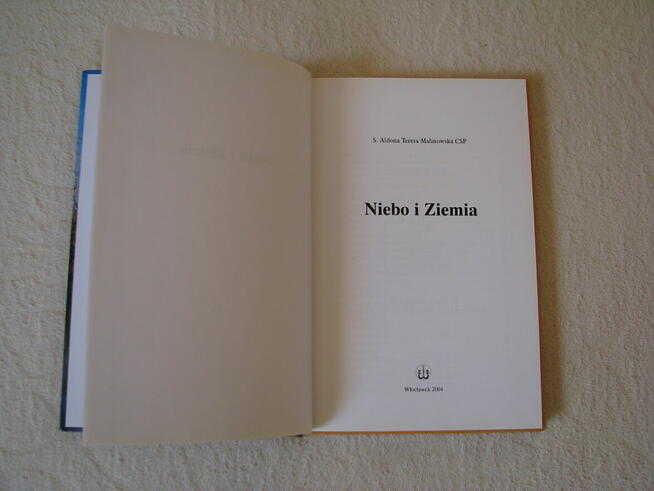 S. Aldona Teresa Malinowska CSP
Niebo i Ziemia
Włocławek 2004